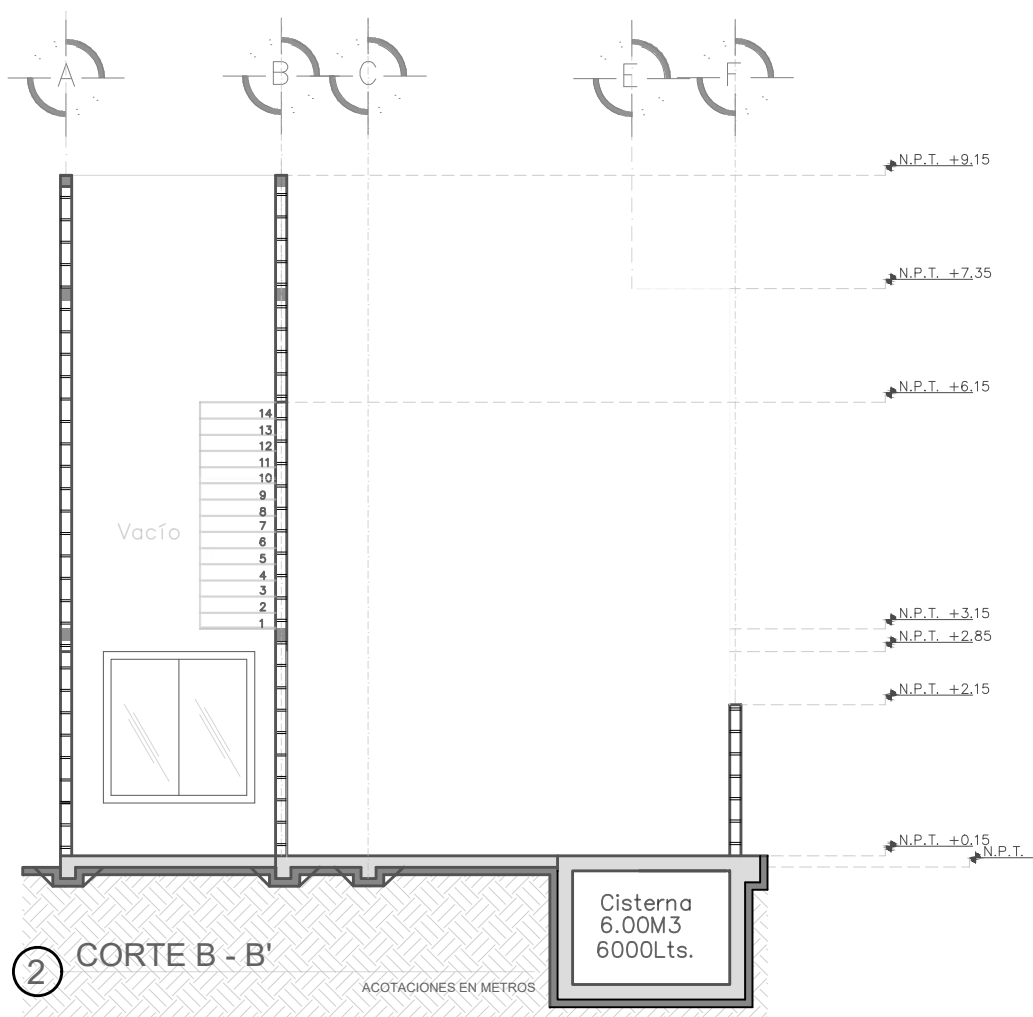 A B C E F
N.P.T. +9.15
N.P.T. +7.35
N.P.T. +6.15
14
13
12
11
10
9
8
7
6
5
4
3
2
1
Vacío
N.P.T. +3.15
N.P.T. +2.85
N.P.T. +2.15
N.P.T. +0.15
N.P.T.
Cisterna
6.00M3
6000Lts.
2 CORTE B - B'
ACOTACIONES EN METROS